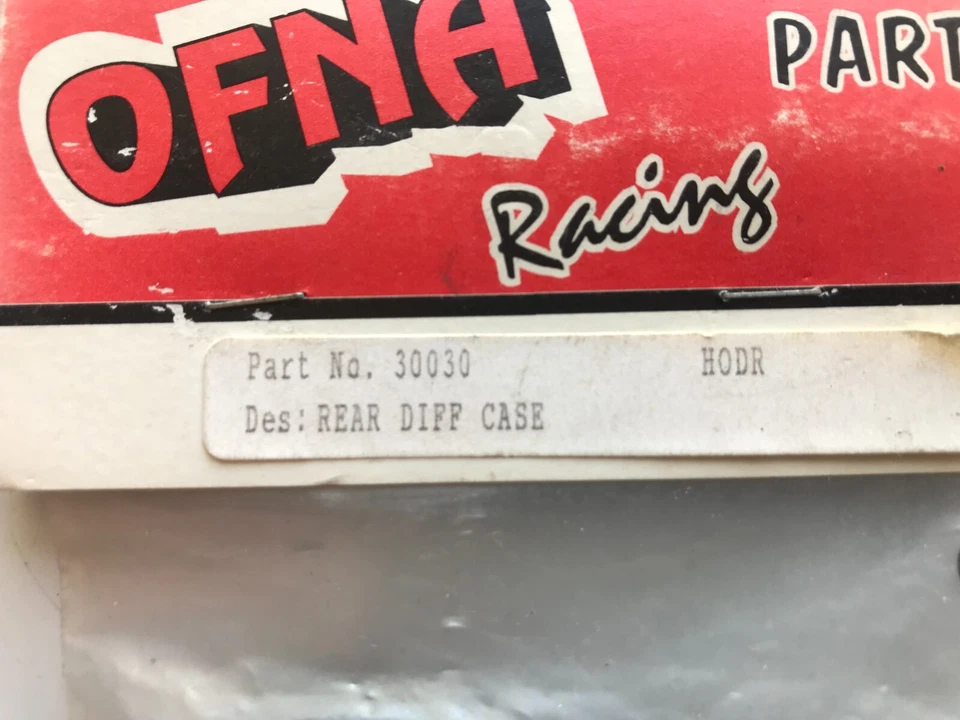 OFNA
PART
Racing
Part No. 30030 HODR
Des: REAR DIFF CASE